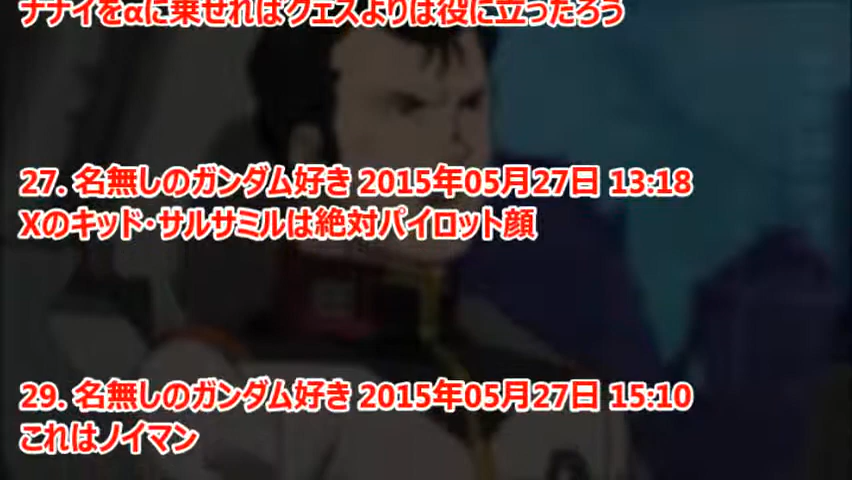 ナナイをαに乗せればクェスよりは役に立ったろう
27. 名無しのガンダム好き 2015年05月27日 13:18
Xのキッド・サルサミルは絶対パイロット顔
29. 名無しのガンダム好き 2015年05月27日 15:10
これはノイマン